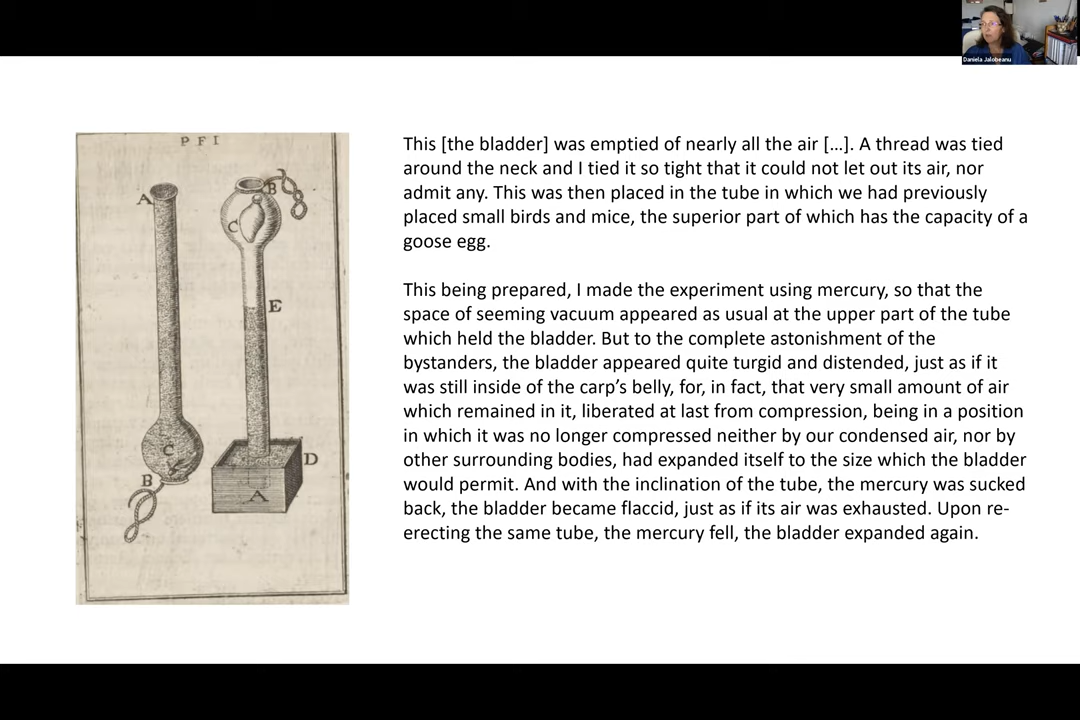 Daniela Jalobeanu
P F I
A
B
C
E
C
B
D
A
This [the bladder] was emptied of nearly all the air [...]. A thread was tied
around the neck and I tied it so tight that it could not let out its air, nor
admit any. This was then placed in the tube in which we had previously
placed small birds and mice, the superior part of which has the capacity of a
goose egg.
This being prepared, I made the experiment using mercury, so that the
space of seeming vacuum appeared as usual at the upper part of the tube
which held the bladder. But to the complete astonishment of the
bystanders, the bladder appeared quite turgid and distended, just as if it
was still inside of the carp's belly, for, in fact, that very small amount of air
which remained in it, liberated at last from compression, being in a position
in which it was no longer compressed neither by our condensed air, nor by
other surrounding bodies, had expanded itself to the size which the bladder
would permit. And with the inclination of the tube, the mercury was sucked
back, the bladder became flaccid, just as if its air was exhausted. Upon re-
erecting the same tube, the mercury fell, the bladder expanded again.